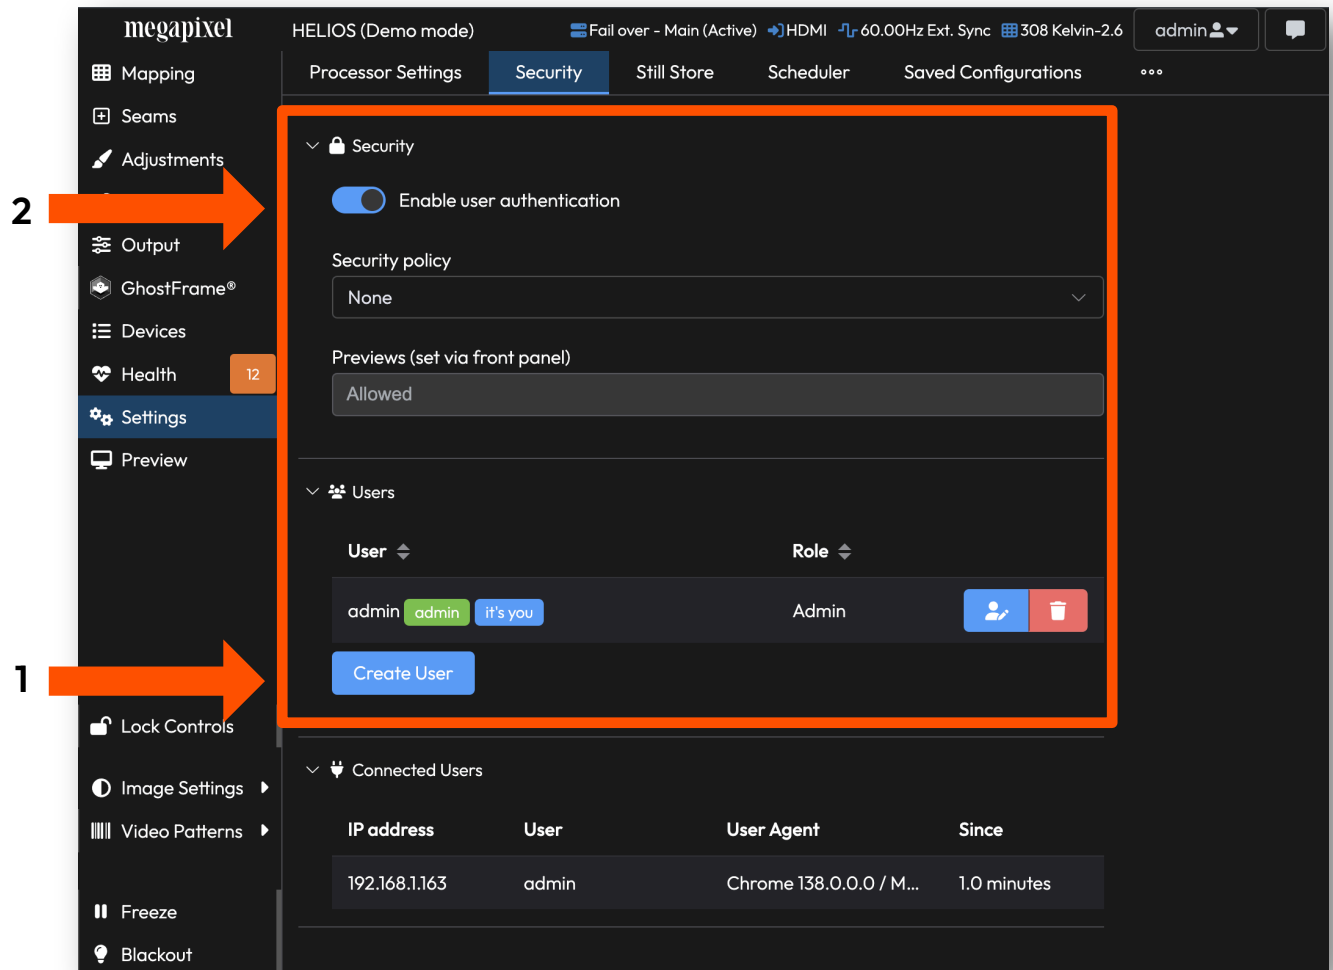 megapixel
HELIOS (Demo mode)
Fail over - Main (Active)
HDMI
60.00Hz Ext. Sync
308 Kelvin-2.6
admin
Mapping
Seams
Adjustments
Output
GhostFrame®
Devices
Health
12
Settings
Preview
Lock Controls
Image Settings
Video Patterns
Freeze
Blackout
Processor Settings
Security
Still Store
Scheduler
Saved Configurations
2
1
Security
Enable user authentication
Security policy
None
Previews (set via front panel)
Allowed
Users
User Role
admin admin it's you Admin
Create User
Connected Users
IP address User User Agent Since
192.168.1.163 admin Chrome 138.0.0.0 / M... 1.0 minutes